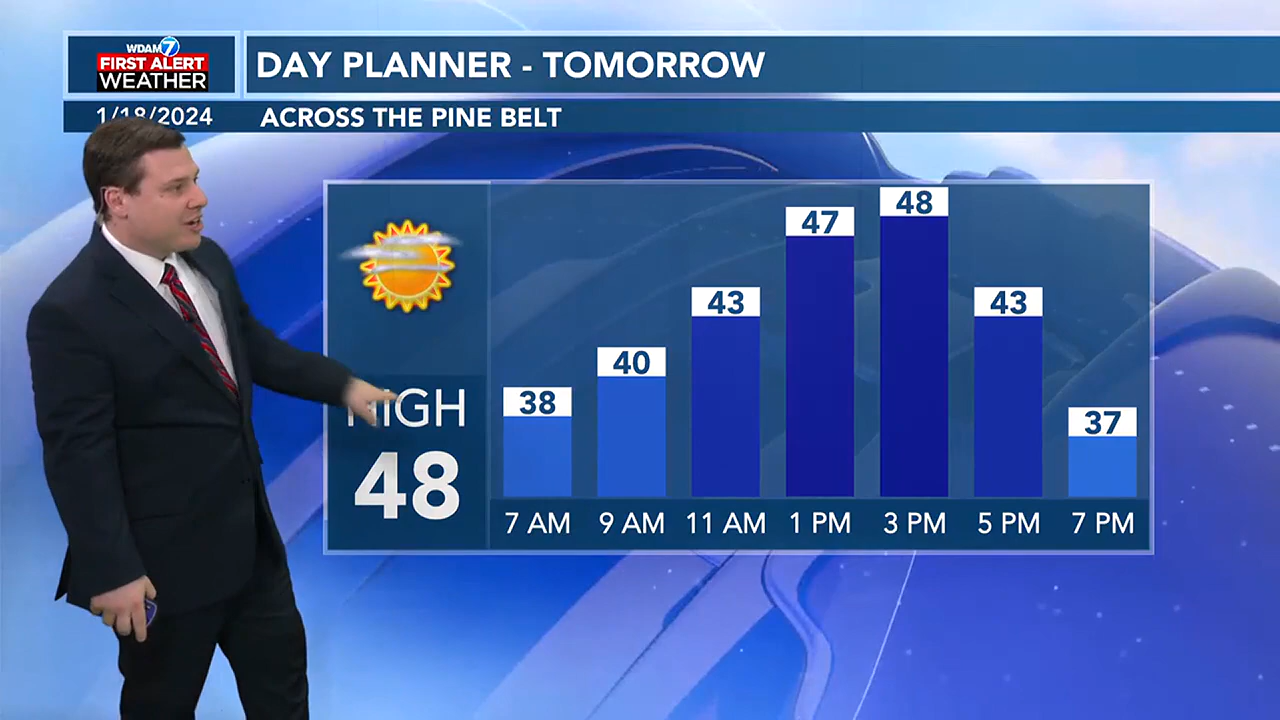 WDAM 7
FIRST ALERT
WEATHER
DAY PLANNER - TOMORROW
1/18/2024
ACROSS THE PINE BELT
HIGH
48
38
40
43
47
48
43
37
7 AM
9 AM
11 AM
1 PM
3 PM
5 PM
7 PM